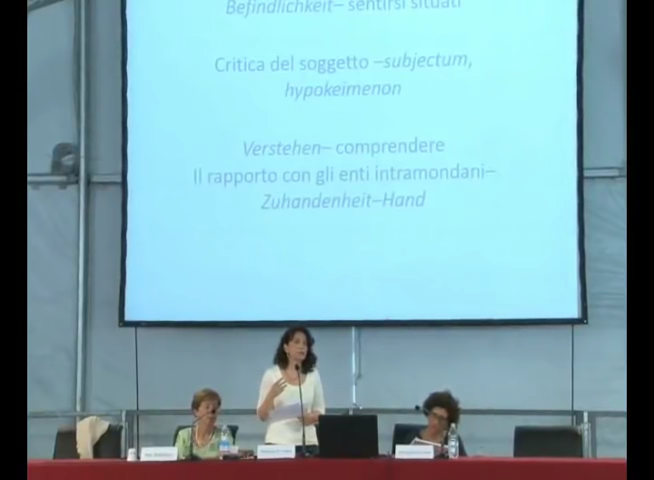 Befindlichkeit– sentirsi situati
Critica del soggetto –subjectum,
hypokeimenon
Verstehen– comprendere
Il rapporto con gli enti intramondani–
Zuhandenheit–Hand